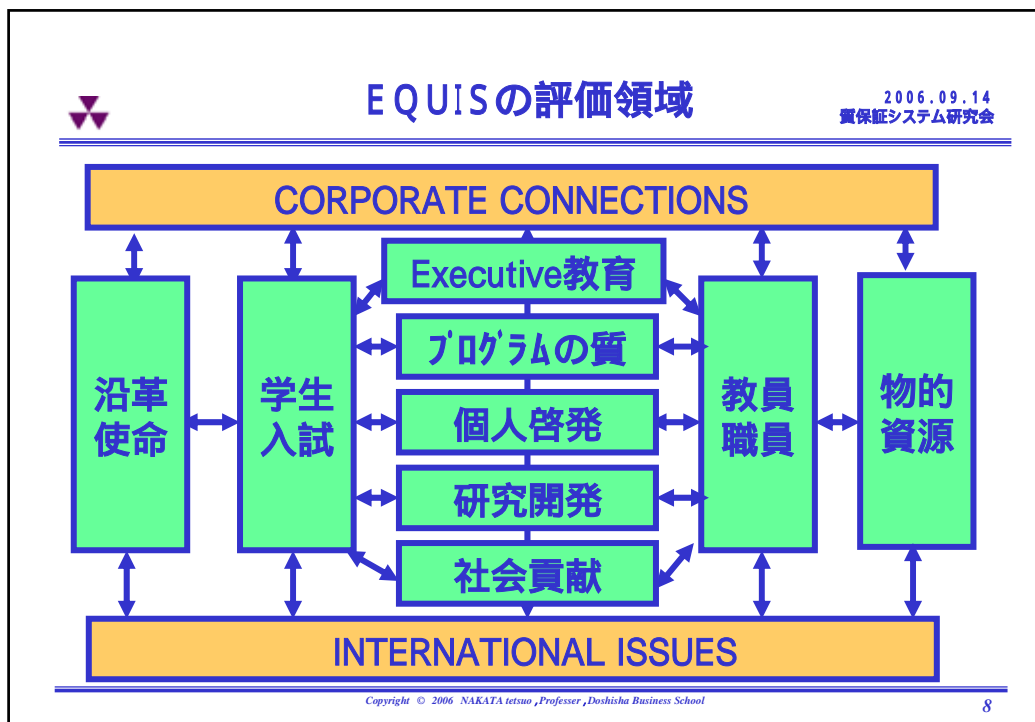 EQUISの評価領域
2006.09.14
質保証システム研究会
CORPORATE CONNECTIONS
Executive教育
沿革
使命
学生
入試
ﾌﾟﾛｸﾞﾗﾑの質
個人啓発
研究開発
社会貢献
教員
職員
物的
資源
INTERNATIONAL ISSUES
Copyright © 2006 NAKATA tetsuo ,Professer ,Doshisha Business School
8